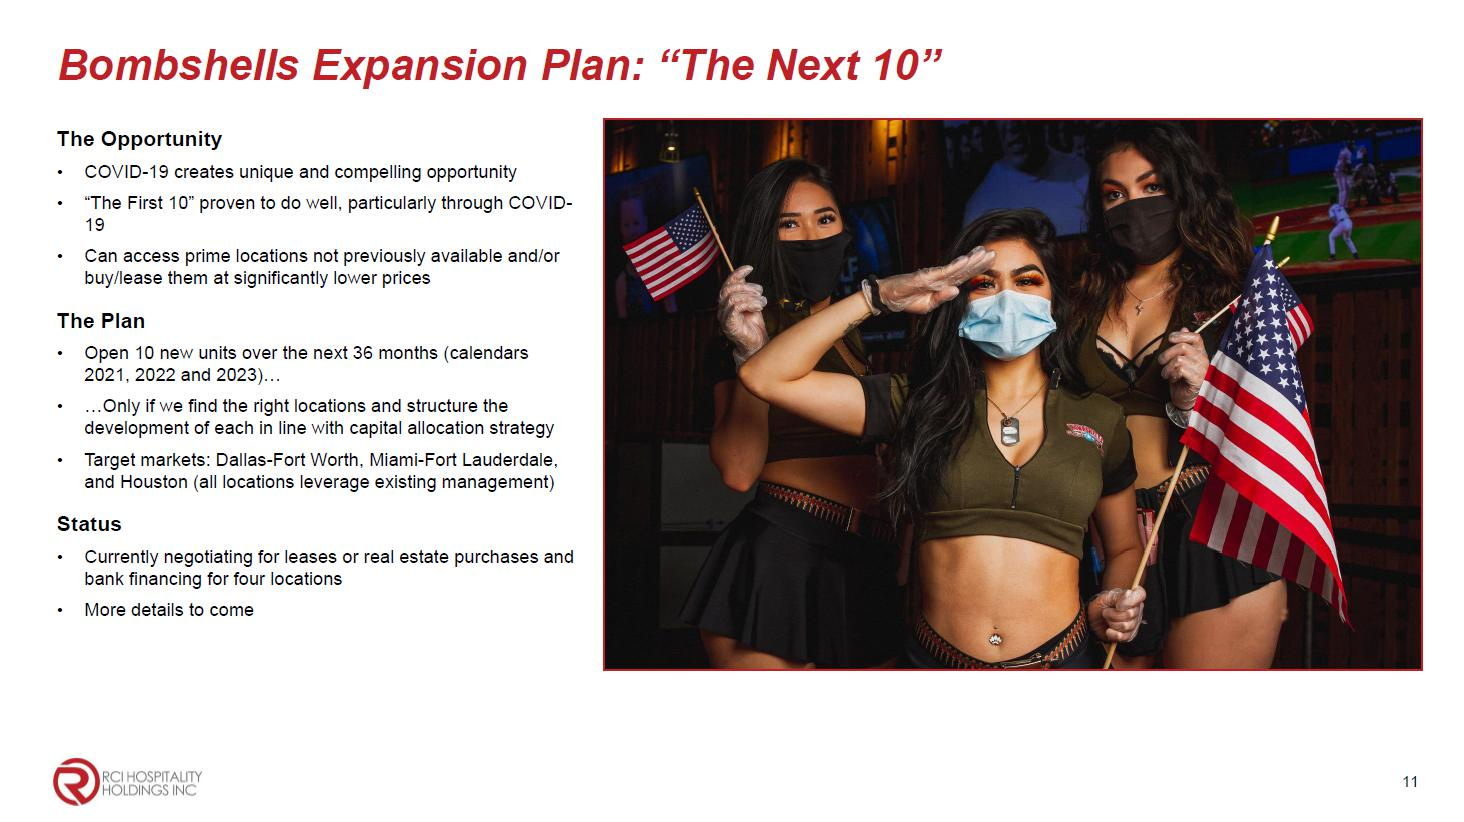 Bombshells Expansion Plan: “The Next 10”
The Opportunity
• COVID-19 creates unique and compelling opportunity
• “The First 10” proven to do well, particularly through COVID-
19
• Can access prime locations not previously available and/or
buy/lease them at significantly lower prices
The Plan
• Open 10 new units over the next 36 months (calendars
2021, 2022 and 2023)…
• …Only if we find the right locations and structure the
development of each in line with capital allocation strategy
• Target markets: Dallas-Fort Worth, Miami-Fort Lauderdale,
and Houston (all locations leverage existing management)
Status
• Currently negotiating for leases or real estate purchases and
bank financing for four locations
• More details to come
RCI HOSPITALITY
HOLDINGS INC
11